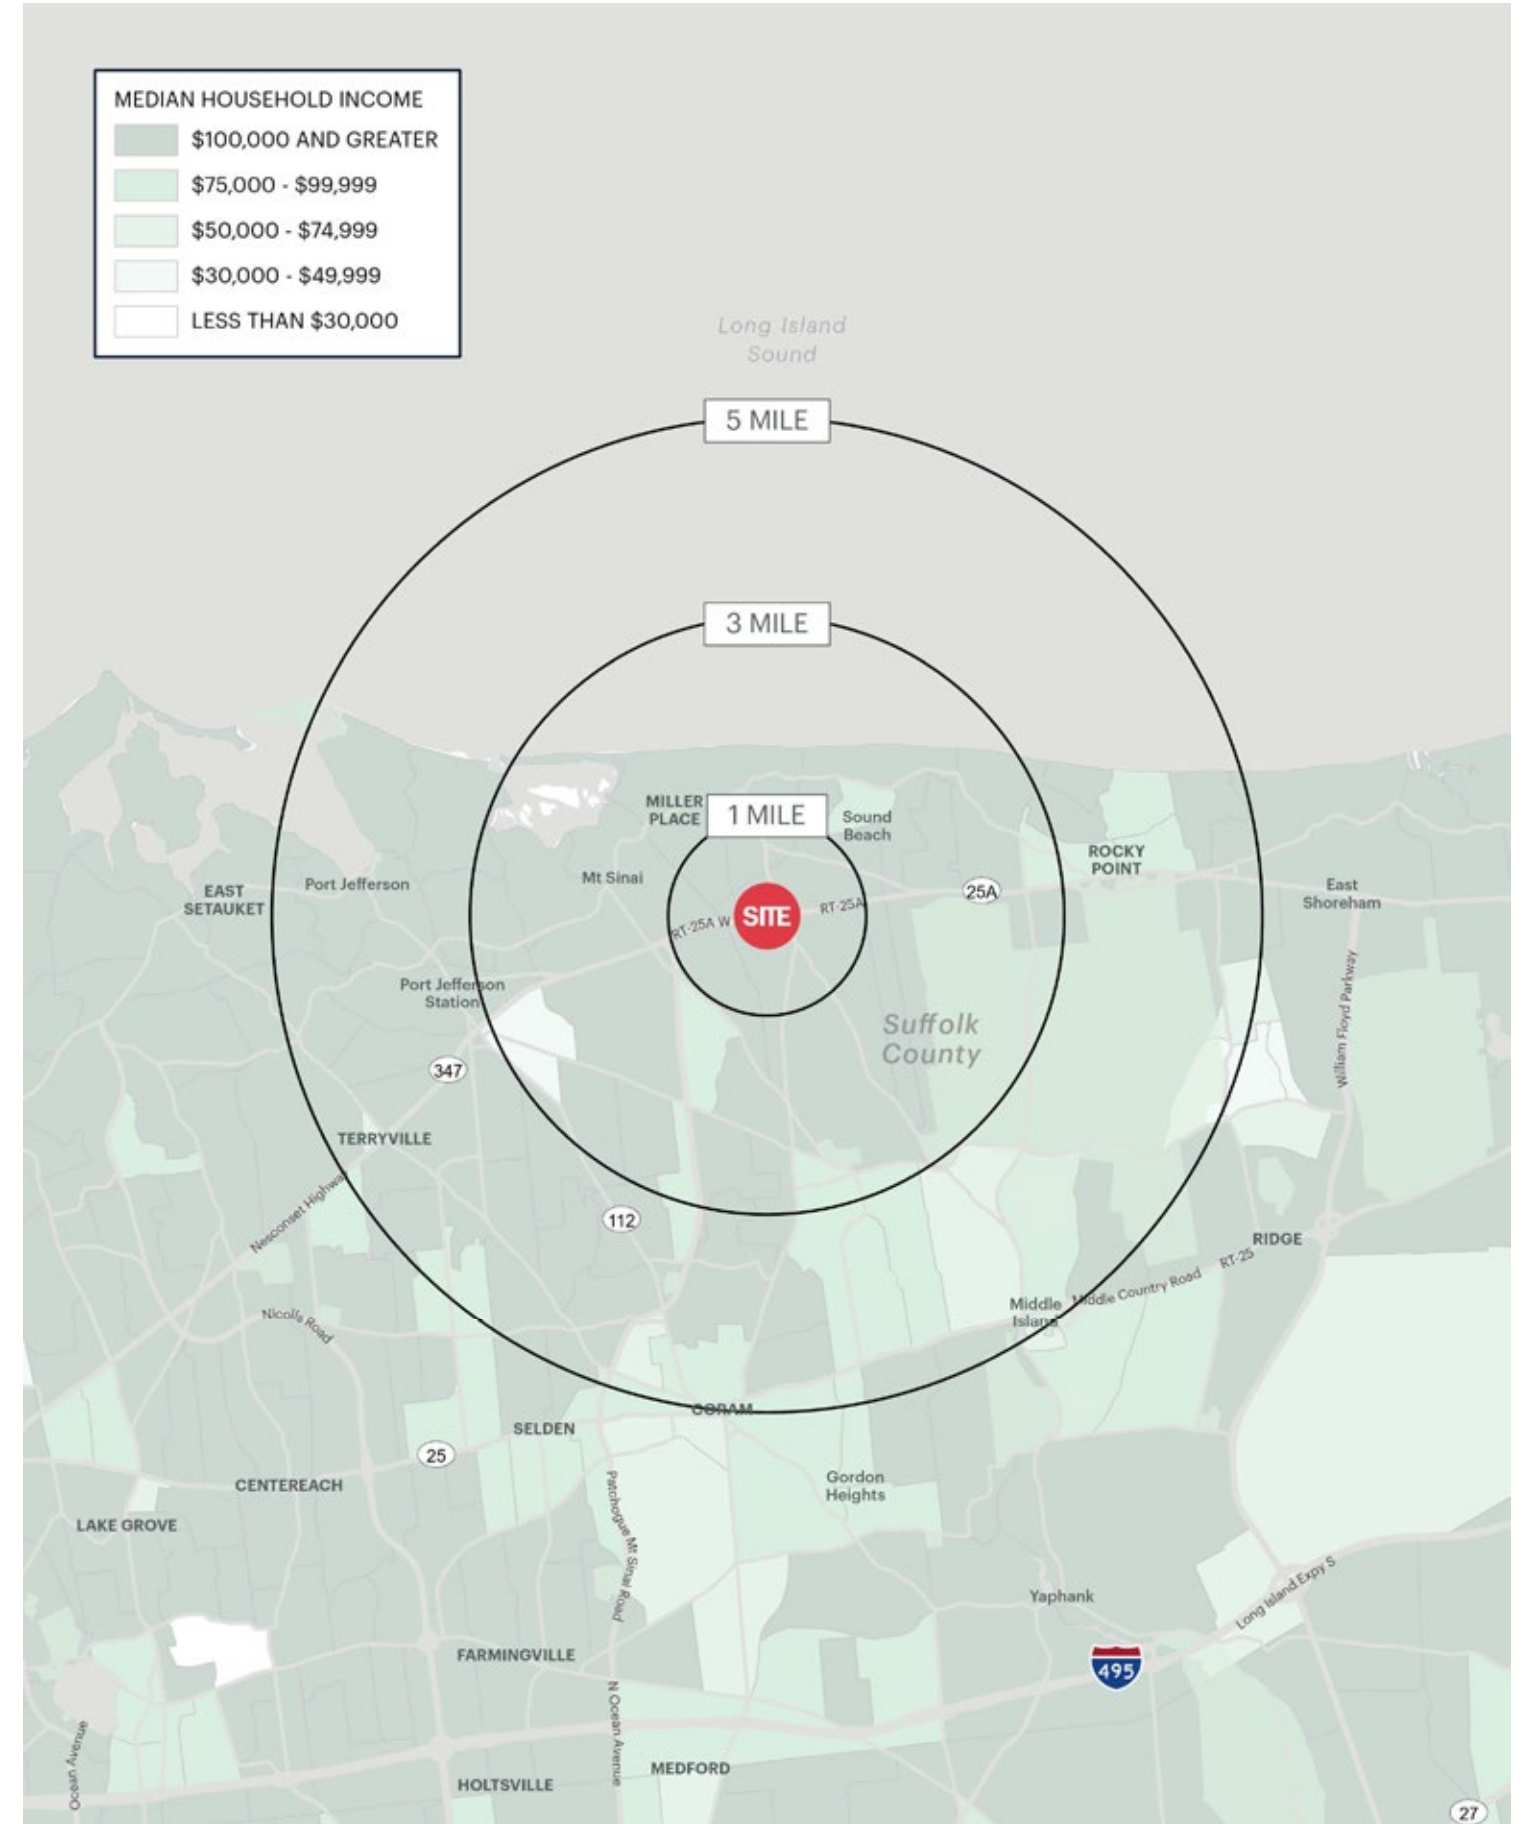 MEDIAN HOUSEHOLD INCOME
$100,000 AND GREATER
$75,000 - $99,999
$50,000 - $74,999
$30,000 - $49,999
LESS THAN $30,000
Long Island
Sound
5 MILE
3 MILE
1 MILE
MILLER
PLACE
Sound
Beach
ROCKY
POINT
Mt Sinai
Port Jefferson
EAST
SETAUKET
25A
East
Shoreham
RT-25A W
SITE
RT-25A
Port Jefferson
Station
Suffolk
County
William Floyd Parkway
347
TERRYVILLE
Nesconset Highway
112
RIDGE
RT-25
Middle Country Road
Middle
Island
Nicolls Road
CORAM
SELDEN
25
CENTEREACH
Gordon
Heights
LAKE GROVE
Patchogue Mt Sinai Road
Long Island Expy S
Yaphank
FARMINGVILLE
495
N Ocean Avenue
Ocean Avenue
MEDFORD
HOLTSVILLE
27